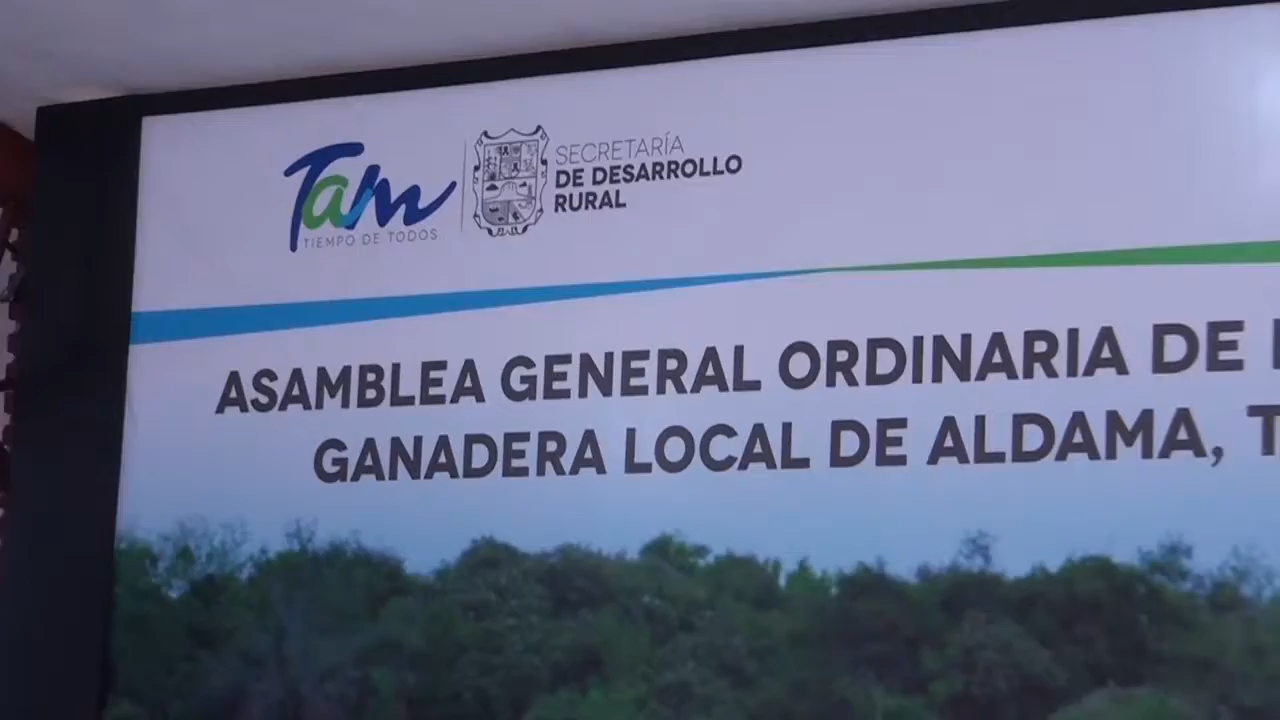 Tam
TIEMPO DE TODOS
SECRETARÍA
DE DESARROLLO
RURAL
ASAMBLEA GENERAL ORDINARIA DE
GANADERA LOCAL DE ALDAMA,